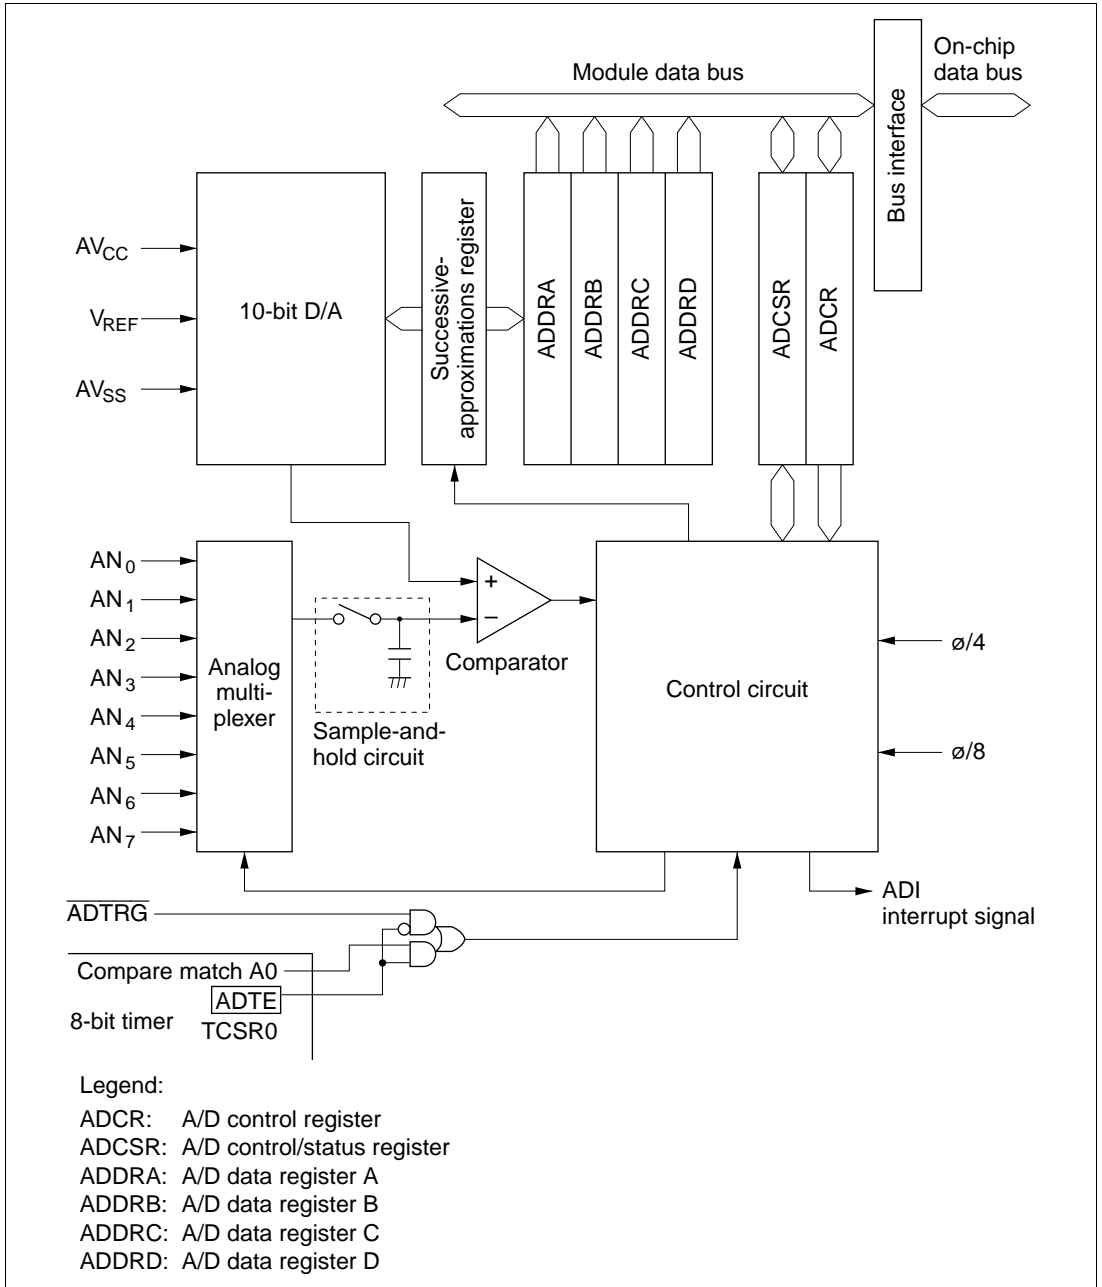 On-chip
data bus
Module data bus
Bus interface
AVCC
VREF
AVSS
10-bit D/A
Successive-
approximations register
ADDRA
ADDRB
ADDRC
ADDRD
ADCSR
ADCR
AN0
AN1
AN2
AN3
AN4
AN5
AN6
AN7
Analog
multi-
plexer
Sample-and-
hold circuit
+
−
Comparator
Control circuit
ø/4
ø/8
ADI
interrupt signal
ADTRG
Compare match A0
ADTE
8-bit timer
TCSR0
Legend:
ADCR: A/D control register
ADCSR: A/D control/status register
ADDRA: A/D data register A
ADDRB: A/D data register B
ADDRC: A/D data register C
ADDRD: A/D data register D